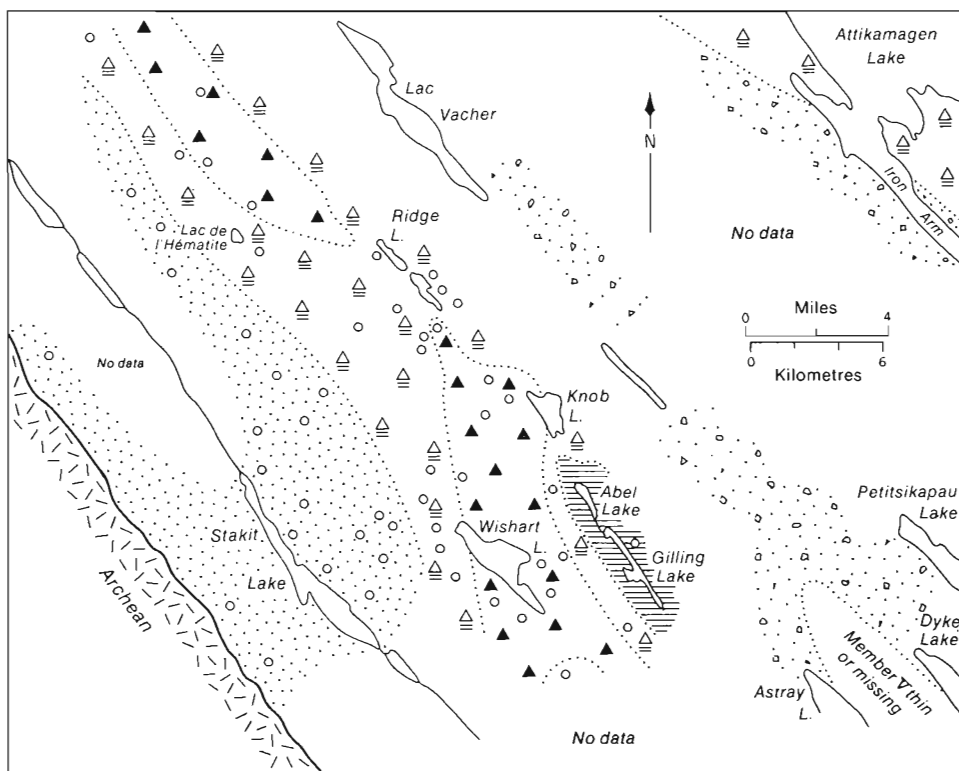 Attikamagen
Lake
Lac
Vacher
N
Iron
Arm
Ridge
L.
Lac de
l'Hématite
No data
Miles
0 4
0 6
Kilometres
No data
Knob
L.
Abel
Lake
Petitsikapau
Lake
Wishart
L.
Stakit
Lake
Gilling
Lake
Archean
Dyke
Lake
Member V thin
or missing
Astray
L.
No data